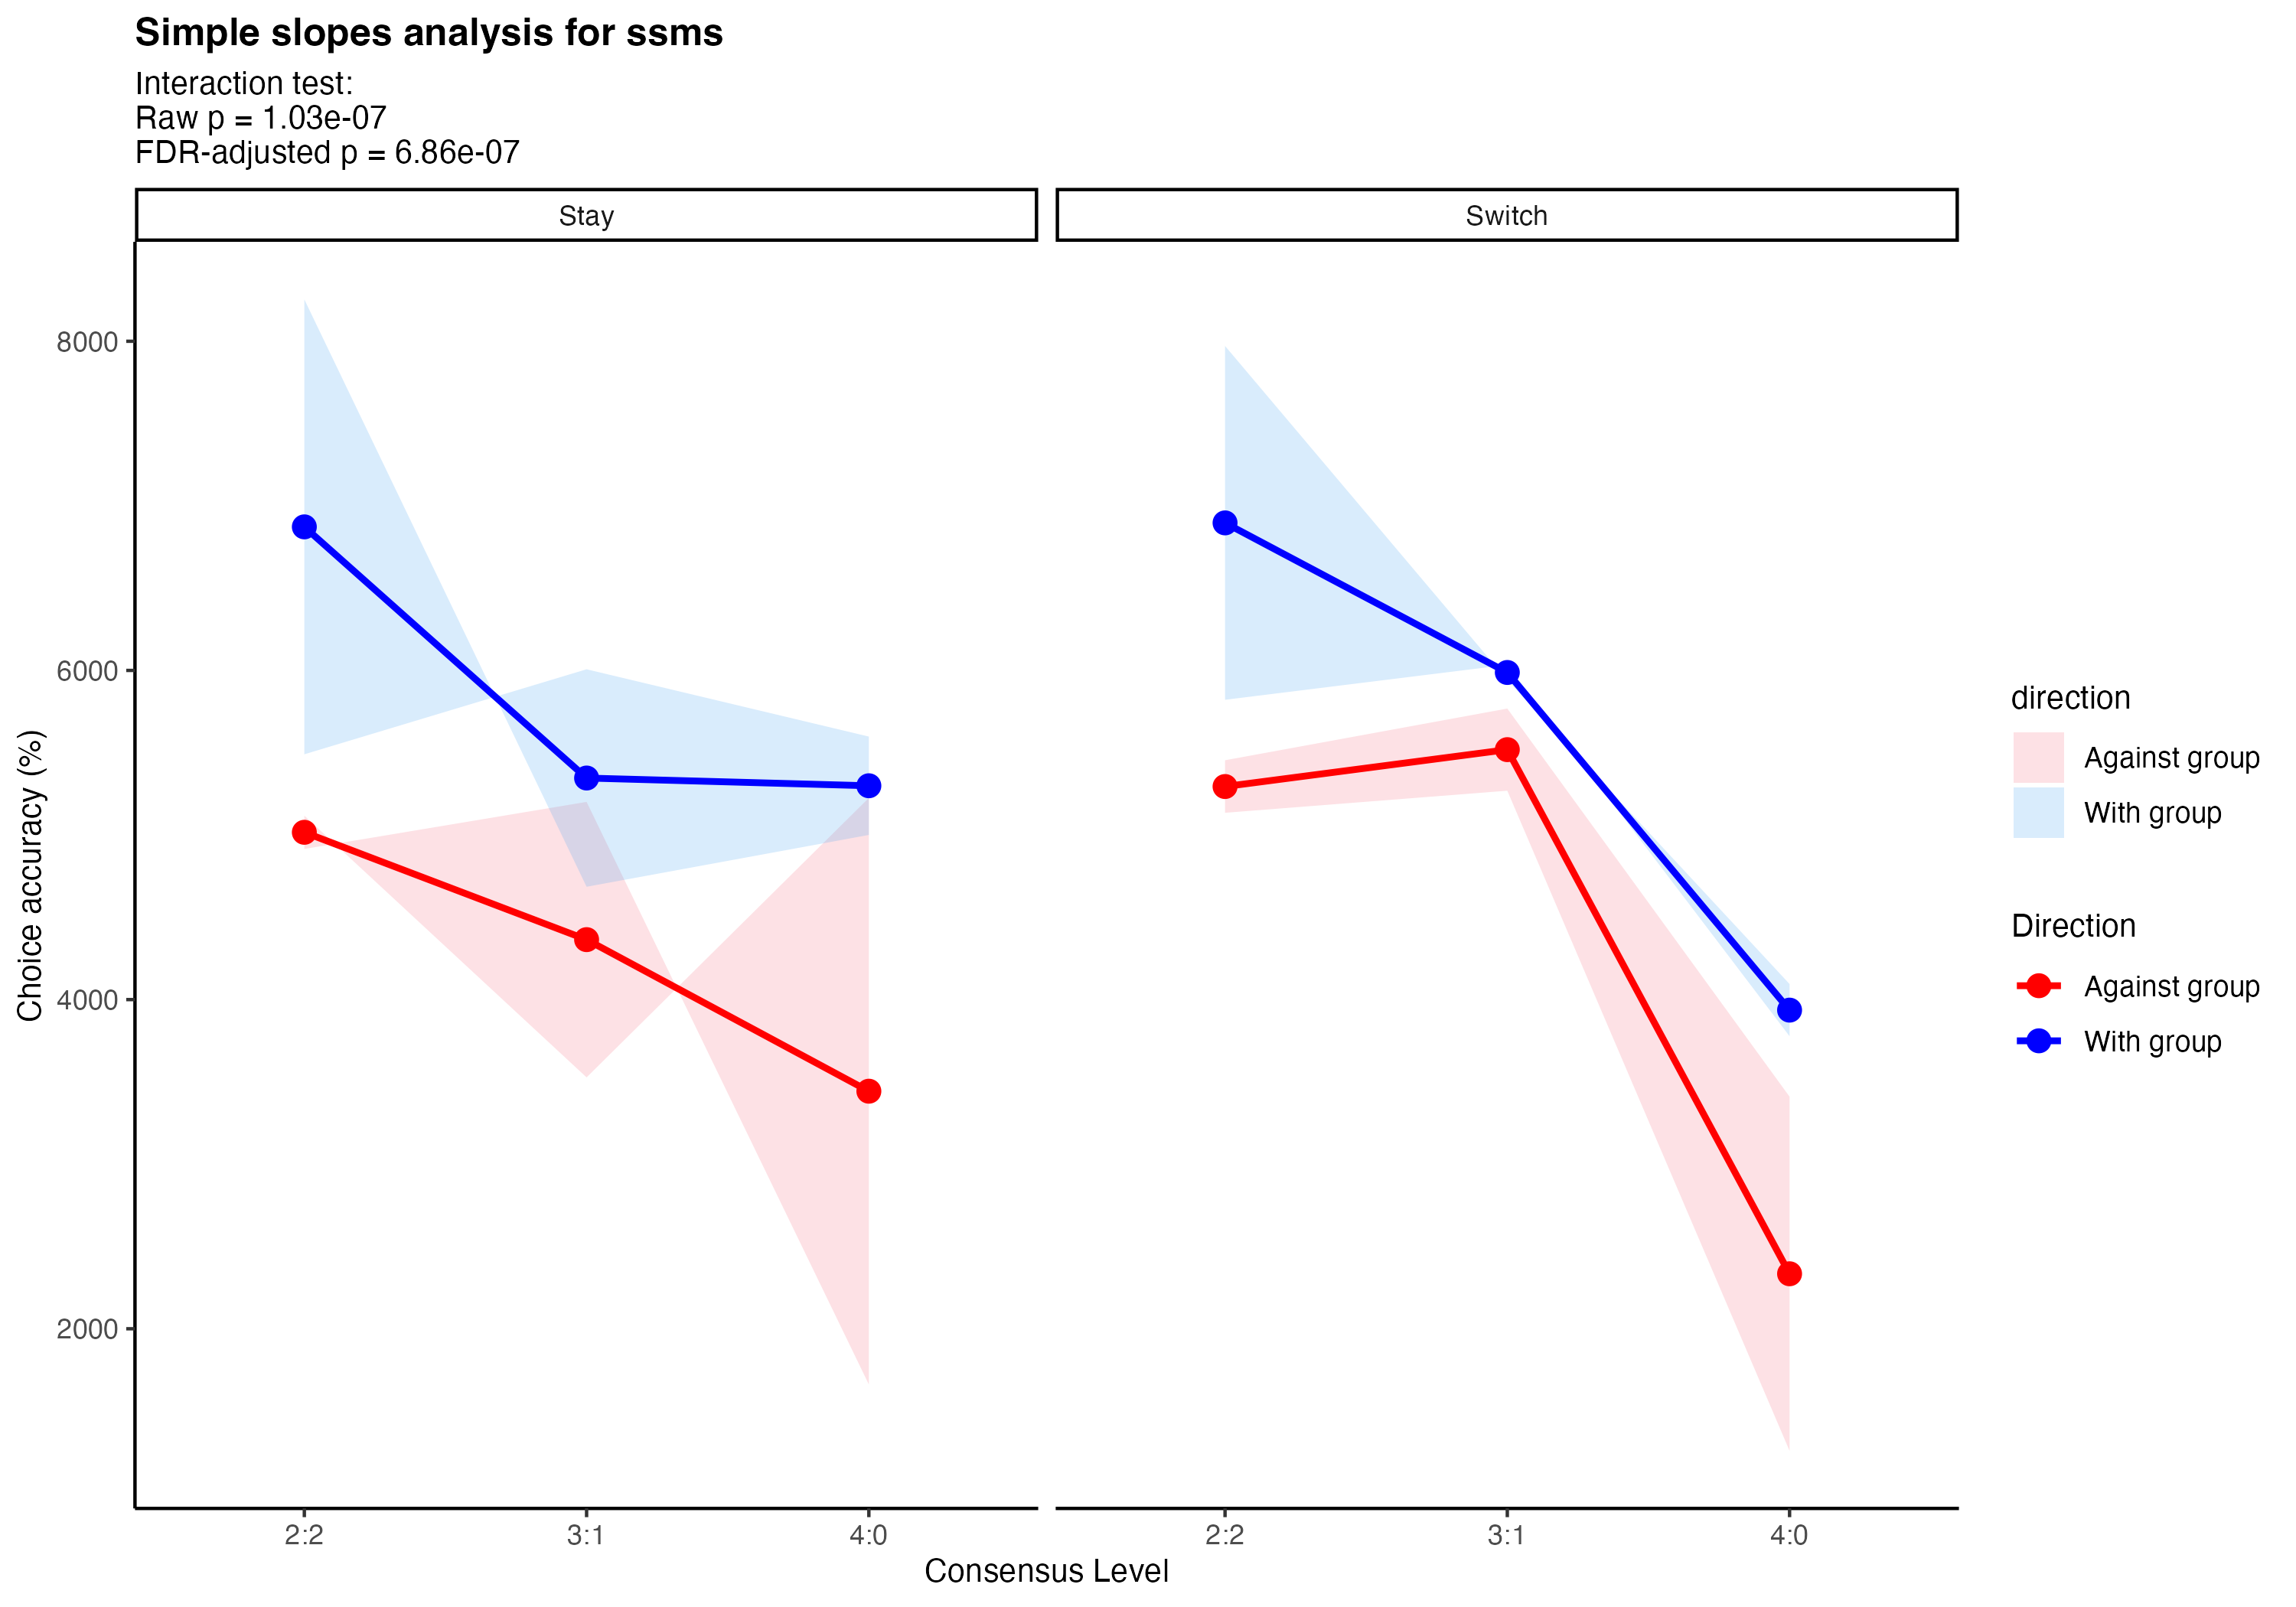 Simple slopes analysis for ssms
Interaction test:
Raw p = 1.03e-07
FDR-adjusted p = 6.86e-07
Stay
Switch
Choice accuracy (%)
8000
6000
4000
2000
2:2
3:1
4:0
2:2
3:1
4:0
Consensus Level
direction
Against group
With group
Direction
Against group
With group